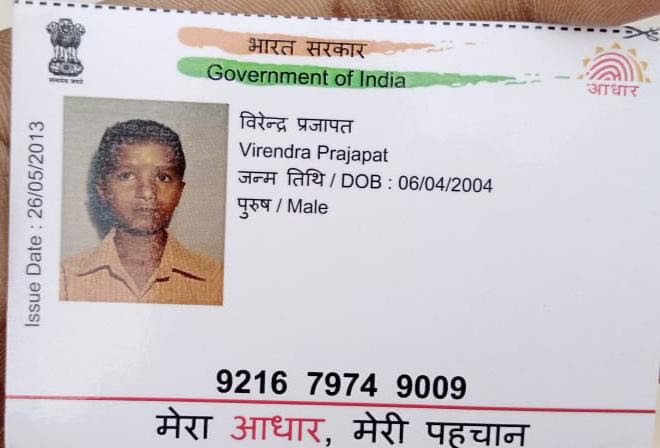 भारत सरकार
Government of India
सत्यमेव जयते
आधार
Issue Date : 26/05/2013
विरेन्द्र प्रजापत
Virendra Prajapat
जन्म तिथि / DOB : 06/04/2004
पुरुष / Male
9216 7974 9009
मेरा आधार, मेरी पहचान